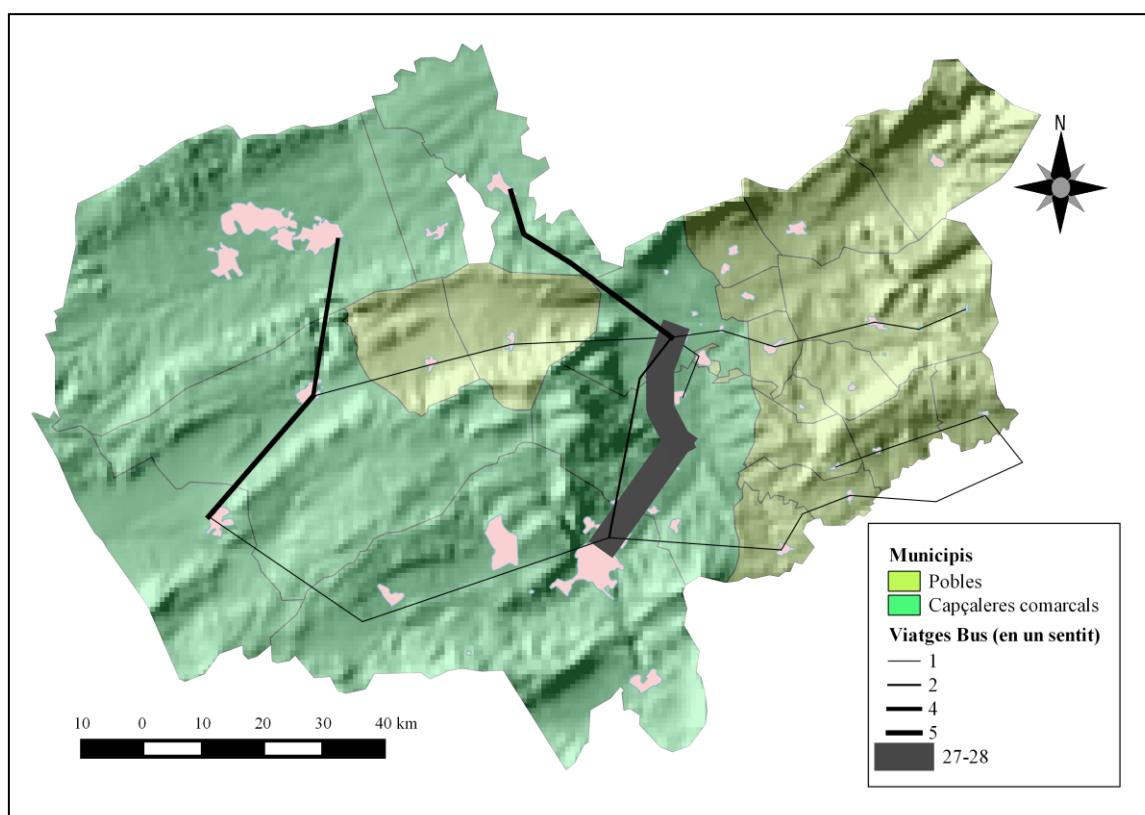 N
Municipis
Pobles
Capçaleres comarcals
Viatges Bus (en un sentit)
1
2
4
5
27-28
10 0 10 20 30 40 km